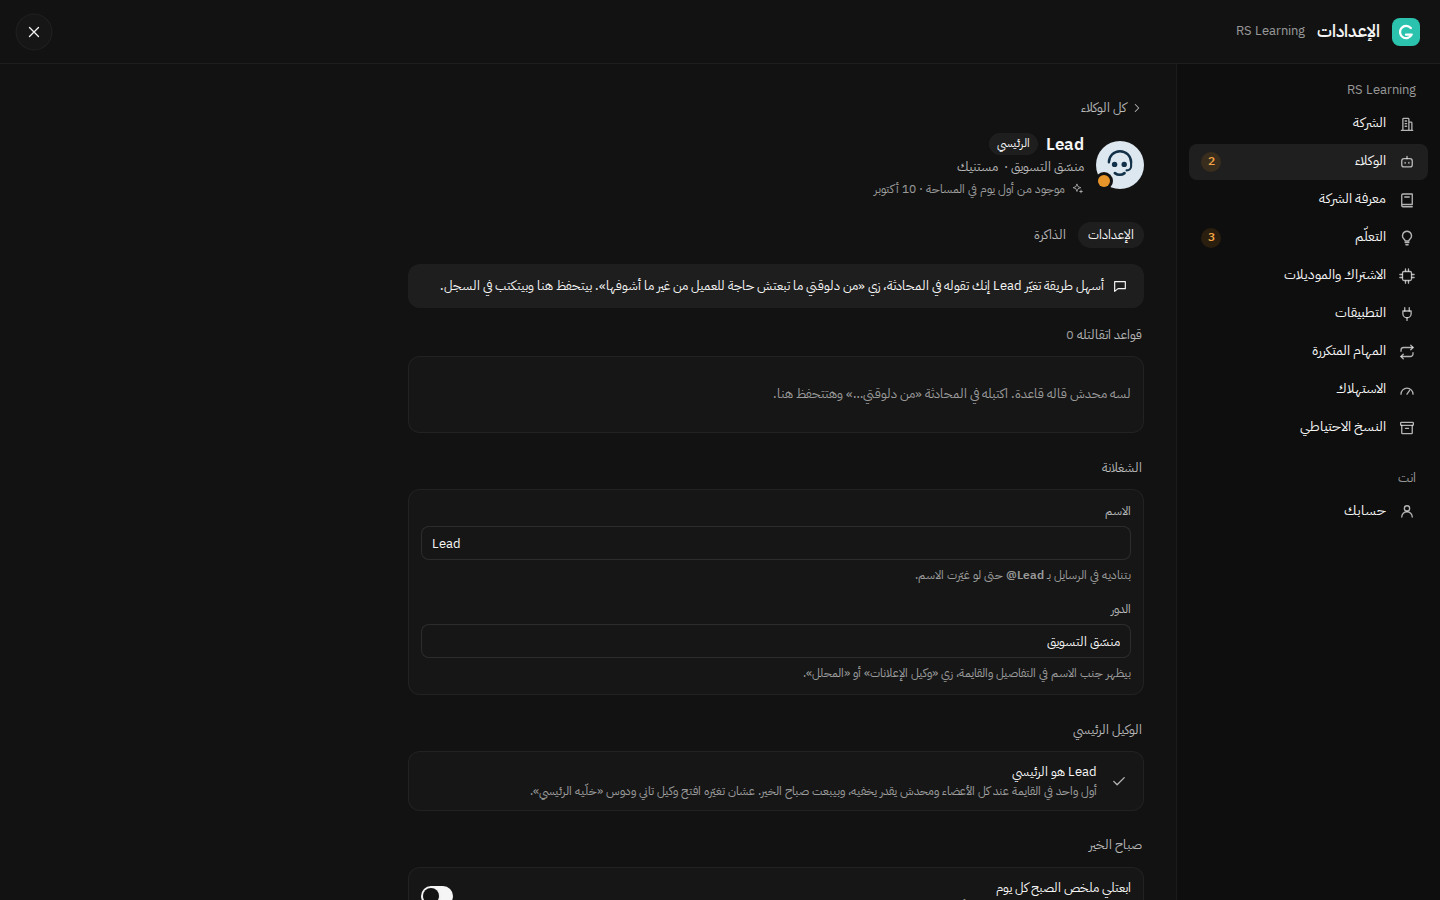 الإعدادات RS Learning
RS Learning
الشركة
الوكلاء 2
معرفة الشركة
التعلّم 3
الاشتراك والموديلات
التطبيقات
المهام المتكررة
الاستهلاك
النسخ الاحتياطي
انت
حسابك
كل الوكلاء
Lead الرئيسي
منسّق التسويق · مستنيك
موجود من أول يوم في المساحة · 10 أكتوبر
الإعدادات الذاكرة
أسهل طريقة تغيّر Lead إنك تقوله في المحادثة، زي «من دلوقتي ما تبعتش حاجة للعميل من غير ما أشوفها». بيتحفظ هنا وبيتكتب في السجل.
قواعد اتقالتله 0
لسه محدش قاله قاعدة. اكتبله في المحادثة «من دلوقتي…» وهتتحفظ هنا.
الشغلانة
الاسم
Lead
بتناديه في الرسايل بـ @Lead حتى لو غيّرت الاسم.
الدور
منسّق التسويق
بيظهر جنب الاسم في التفاصيل والقايمة، زي «وكيل الإعلانات» أو «المحلل».
الوكيل الرئيسي
Lead هو الرئيسي
أول واحد في القايمة عند كل الأعضاء ومحدش يقدر يخفيه، وبيبعت صباح الخير. عشان تغيّره افتح وكيل تاني ودوس «خلّيه الرئيسي».
صباح الخير
ابعتلي ملخص الصبح كل يوم